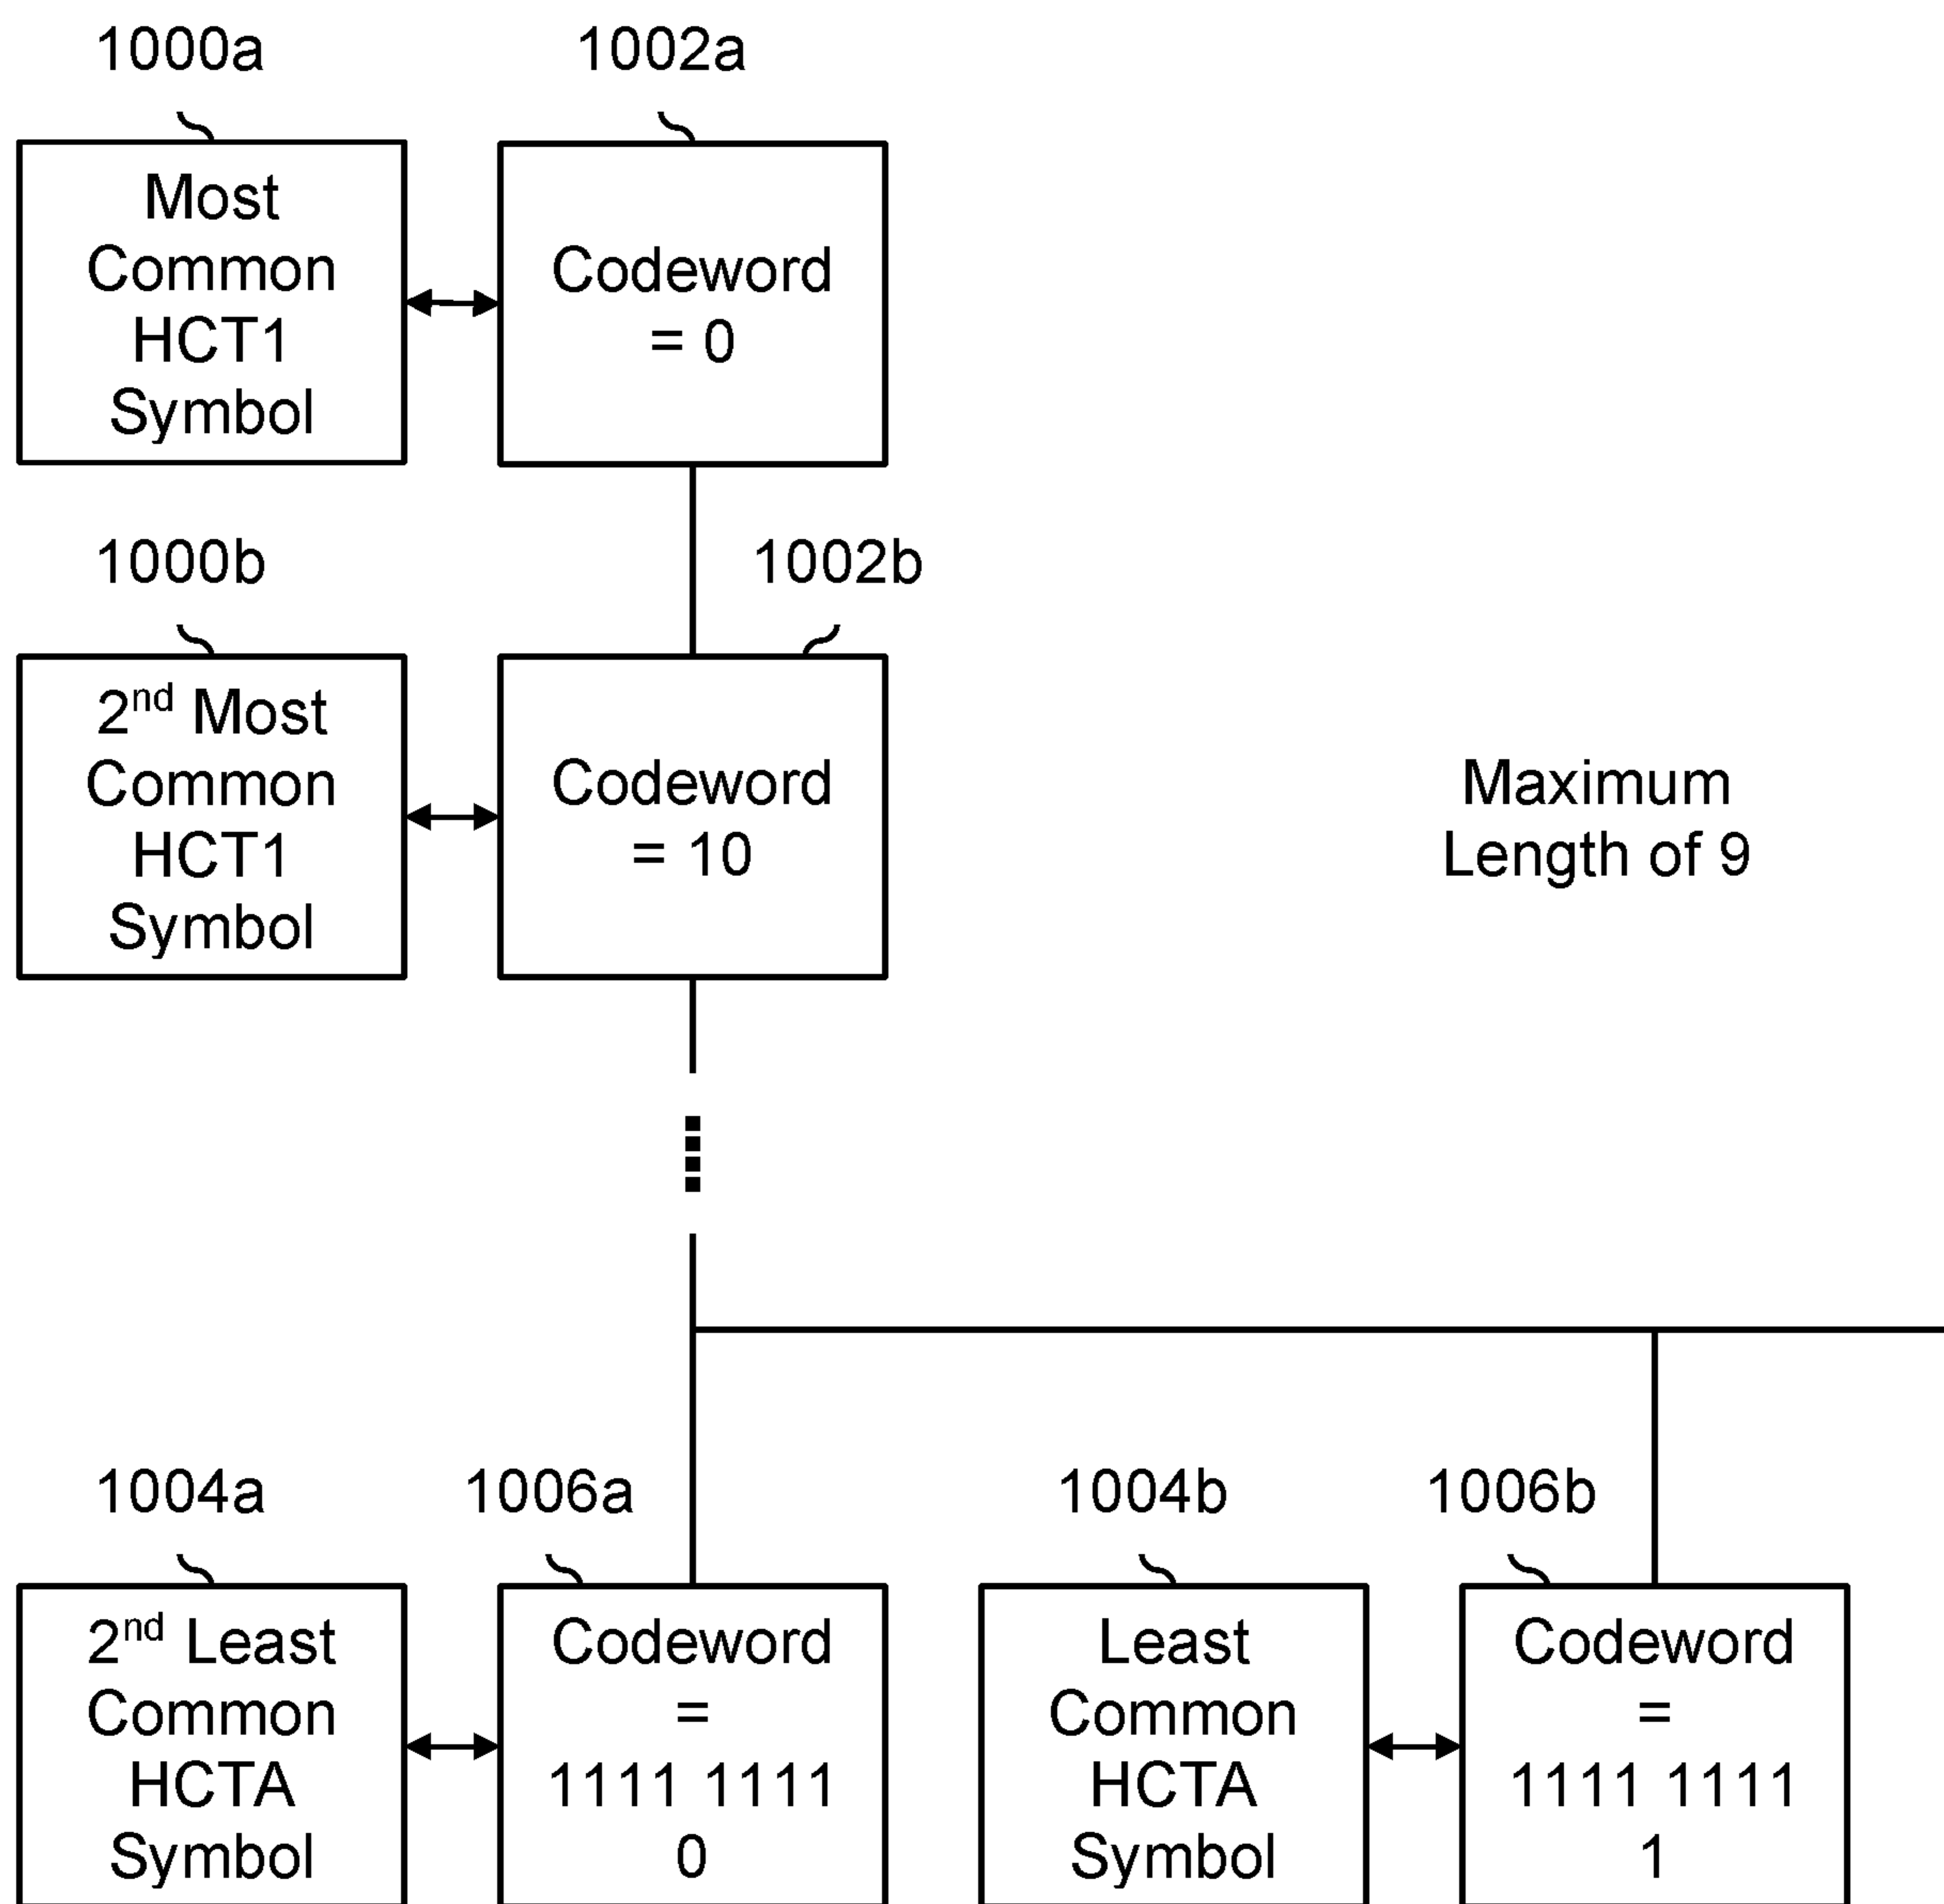 1000a
1002a
Most
Common
HCT1
Symbol
Codeword
= 0
1000b
1002b
2nd Most
Common
HCT1
Symbol
Codeword
= 10
Maximum
Length of 9
1004a
1006a
1004b
1006b
2nd Least
Common
HCTA
Symbol
Codeword
=
1111 1111
0
Least
Common
HCTA
Symbol
Codeword
=
1111 1111
1